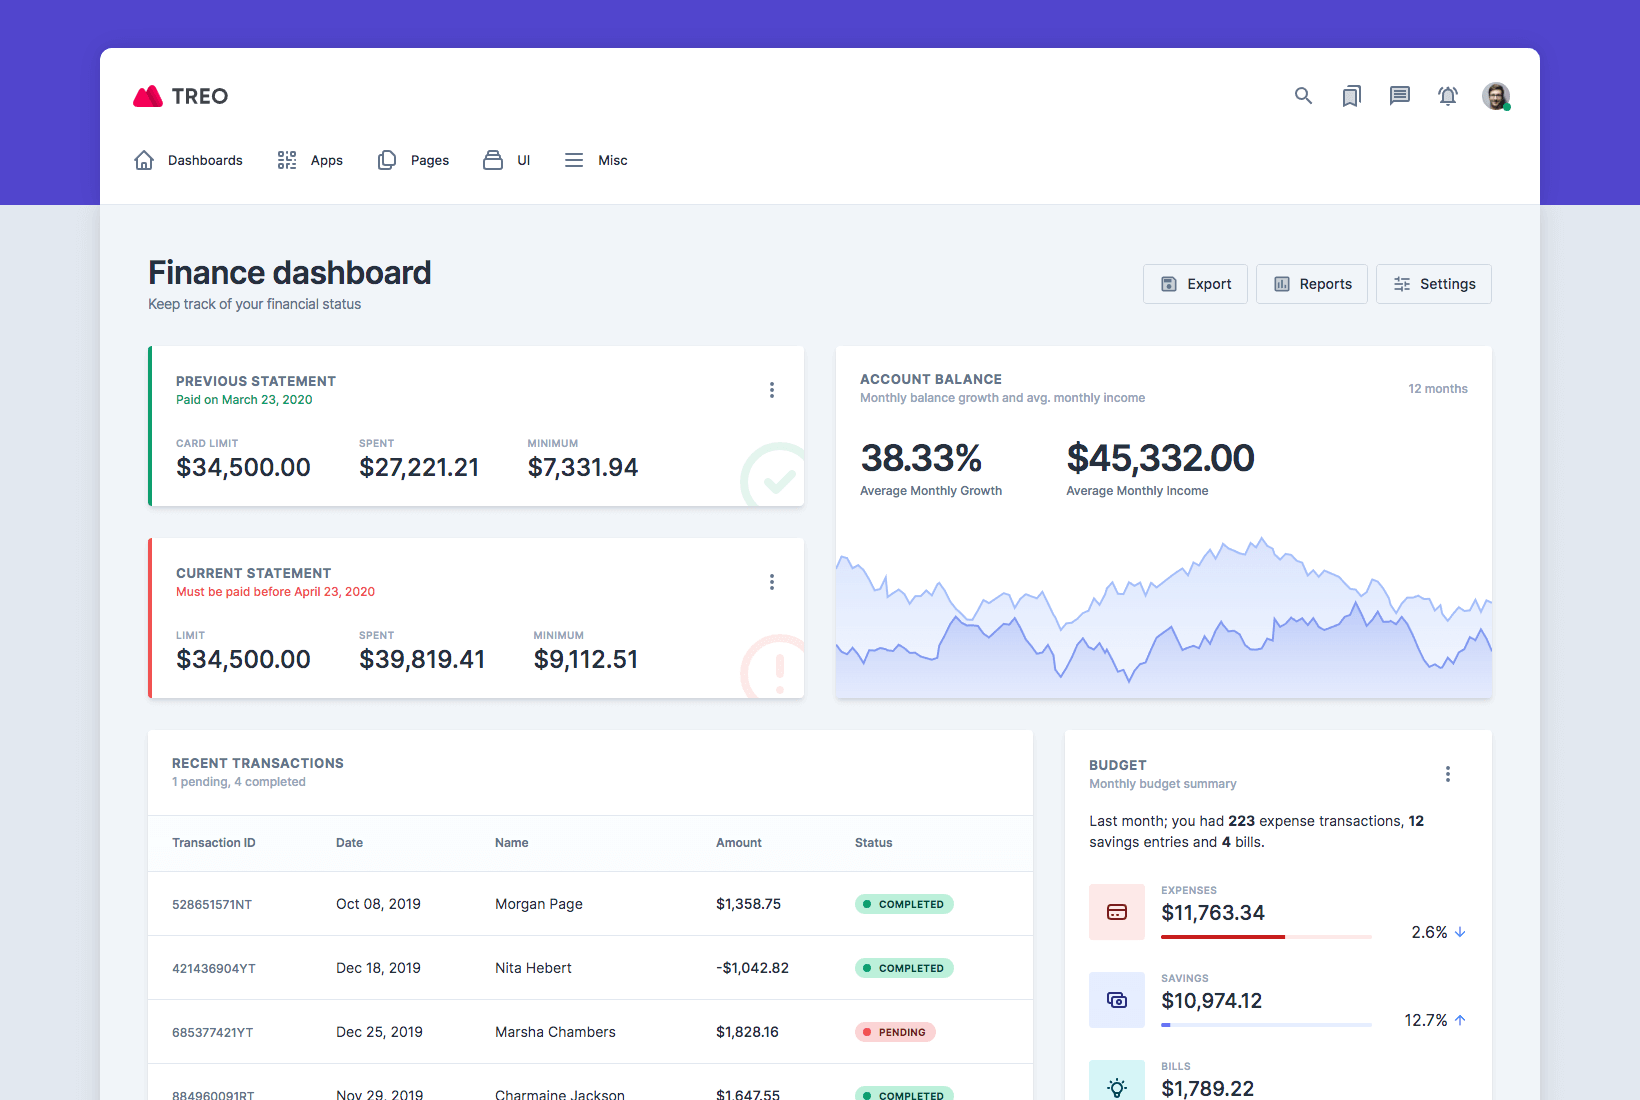 TREO
Dashboards
Apps
Pages
UI
Misc
Finance dashboard
Keep track of your financial status
Export
Reports
Settings
PREVIOUS STATEMENT
Paid on March 23, 2020
CARD LIMIT
SPENT
MINIMUM
$34,500.00
$27,221.21
$7,331.94
CURRENT STATEMENT
Must be paid before April 23, 2020
LIMIT
SPENT
MINIMUM
$34,500.00
$39,819.41
$9,112.51
ACCOUNT BALANCE
Monthly balance growth and avg. monthly income
12 months
38.33%
Average Monthly Growth
$45,332.00
Average Monthly Income
RECENT TRANSACTIONS
1 pending, 4 completed
Transaction ID Date Name Amount Status
528651571NT Oct 08, 2019 Morgan Page $1,358.75 COMPLETED
421436904YT Dec 18, 2019 Nita Hebert -$1,042.82 COMPLETED
685377421YT Dec 25, 2019 Marsha Chambers $1,828.16 PENDING
884960091RT Nov 29, 2019 Charmaine Jackson $1,647.55 COMPLETED
BUDGET
Monthly budget summary
Last month; you had 223 expense transactions, 12
savings entries and 4 bills.
EXPENSES
$11,763.34
2.6%
SAVINGS
$10,974.12
12.7%
BILLS
$1,789.22